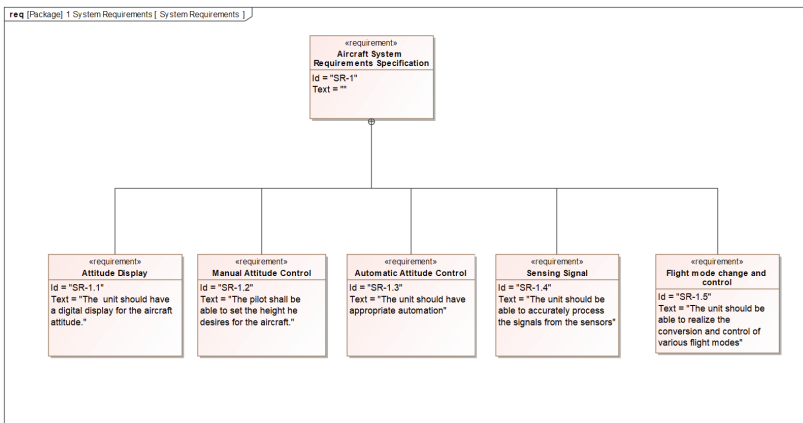 req [Package] 1 System Requirements [ System Requirements ]
«requirement»
Aircraft System
Requirements Specification
Id = "SR-1"
Text = ""
«requirement»
Attitude Display
Id = "SR-1.1"
Text = "The unit should have
a digital display for the aircraft
attitude."
«requirement»
Manual Attitude Control
Id = "SR-1.2"
Text = "The pilot shall be
able to set the height he
desires for the aircraft."
«requirement»
Automatic Attitude Control
Id = "SR-1.3"
Text = "The unit should have
appropriate automation"
«requirement»
Sensing Signal
Id = "SR-1.4"
Text = "The unit should be
able to accurately process
the signals from the sensors"
«requirement»
Flight mode change and
control
Id = "SR-1.5"
Text = "The unit should be
able to realize the
conversion and control of
various flight modes"